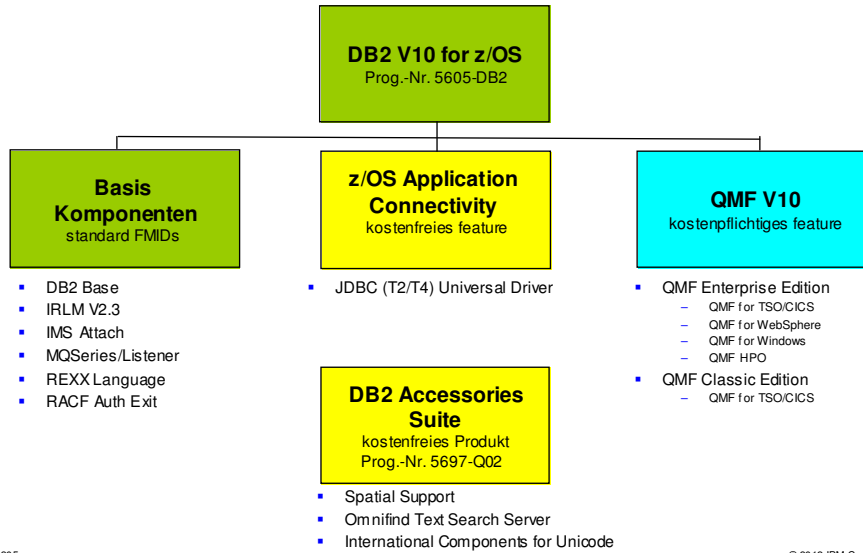 DB2 V10 for z/OS
Prog.-Nr. 5605-DB2
Basis
Komponenten
standard FMIDs
z/OS Application
Connectivity
kostenfreies feature
QMF V10
kostenpflichtiges feature
DB2 Base
IRLM V2.3
IMS Attach
MQSeries/Listener
REXX Language
RACF Auth Exit
JDBC (T2/T4) Universal Driver
QMF Enterprise Edition
– QMF for TSO/CICS
– QMF for WebSphere
– QMF for Windows
– QMF HPO
QMF Classic Edition
– QMF for TSO/CICS
DB2 Accessories
Suite
kostenfreies Produkt
Prog.-Nr. 5697-Q02
Spatial Support
Omnifind Text Search Server
International Components for Unicode